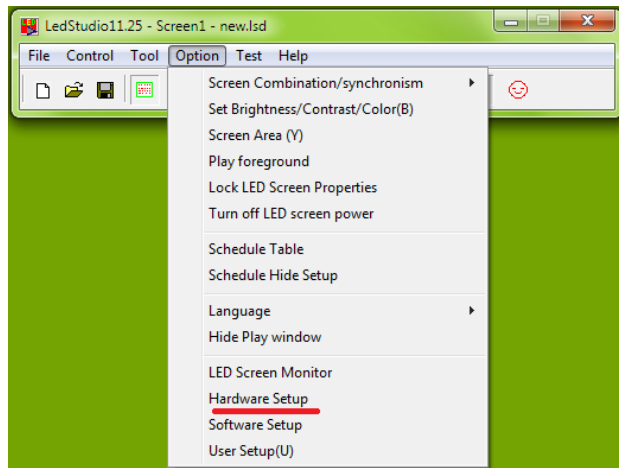 LedStudio11.25 - Screen1 - new.lsd
File Control Tool Option Test Help
Screen Combination/synchronism
Set Brightness/Contrast/Color(B)
Screen Area (Y)
Play foreground
Lock LED Screen Properties
Turn off LED screen power
Schedule Table
Schedule Hide Setup
Language
Hide Play window
LED Screen Monitor
Hardware Setup
Software Setup
User Setup(U)